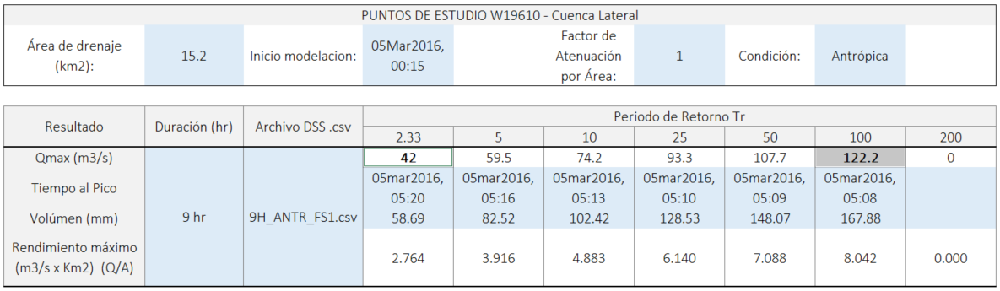 PUNTOS DE ESTUDIO W19610 - Cuenca Lateral
Área de drenaje (km2): 15.2 Inicio modelacion: 05Mar2016, 00:15 Factor de Atenuación por Área: 1 Condición: Antrópica
Resultado Duración (hr) Archivo DSS .csv Periodo de Retorno Tr
2.33 5 10 25 50 100 200
Qmax (m3/s) 42 59.5 74.2 93.3 107.7 122.2 0
Tiempo al Pico 05mar2016, 05:20 05mar2016, 05:16 05mar2016, 05:13 05mar2016, 05:10 05mar2016, 05:09 05mar2016, 05:08
Volúmen (mm) 9 hr 9H_ANTR_FS1.csv 58.69 82.52 102.42 128.53 148.07 167.88
Rendimiento máximo (m3/s x Km2) (Q/A) 2.764 3.916 4.883 6.140 7.088 8.042 0.000